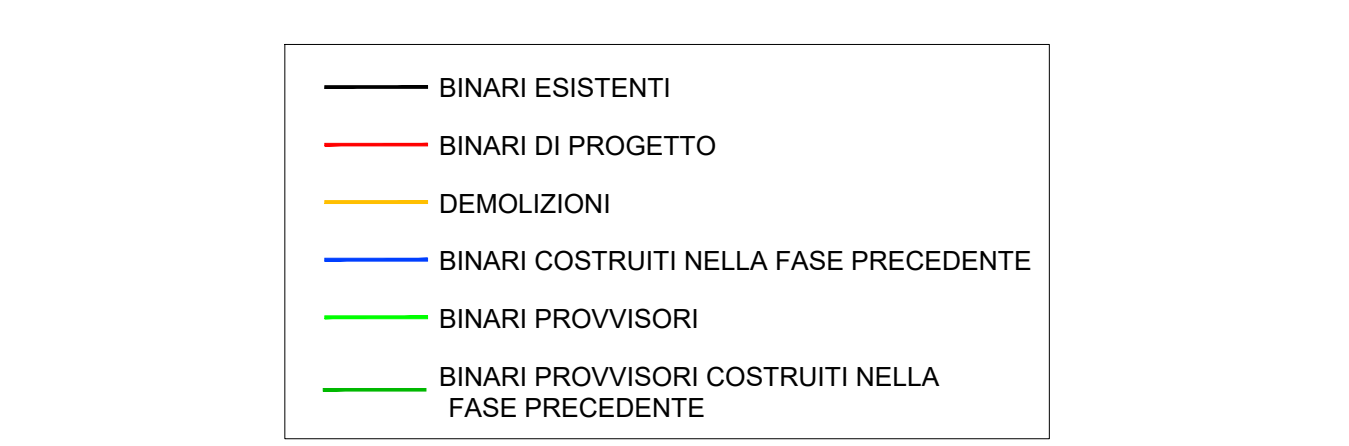 BINARI ESISTENTI
BINARI DI PROGETTO
DEMOLIZIONI
BINARI COSTRUITI NELLA FASE PRECEDENTE
BINARI PROVVISORI
BINARI PROVVISORI COSTRUITI NELLA
FASE PRECEDENTE